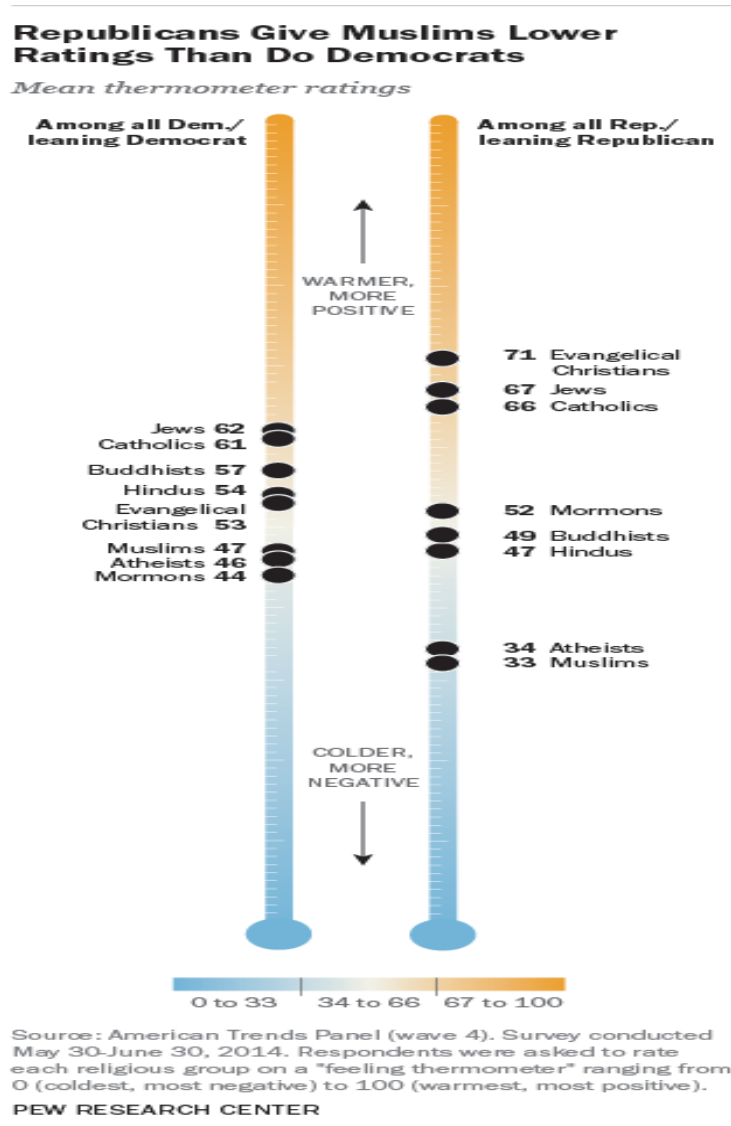 Republicans Give Muslims Lower
Ratings Than Do Democrats
Mean thermometer ratings
Among all Dem./
leaning Democrat
Among all Rep./
leaning Republican
WARMER,
MORE
POSITIVE
71 Evangelical
Christians
67 Jews
66 Catholics
Jews 62
Catholics 61
Buddhists 57
Hindus 54
Evangelical
Christians 53
Muslims 47
Atheists 46
Mormons 44
52 Mormons
49 Buddhists
47 Hindus
34 Atheists
33 Muslims
COLDER,
MORE
NEGATIVE
0 to 33 34 to 66 67 to 100
Source: American Trends Panel (wave 4). Survey conducted
May 30-June 30, 2014. Respondents were asked to rate
each religious group on a "feeling thermometer" ranging from
0 (coldest, most negative) to 100 (warmest, most positive).
PEW RESEARCH CENTER